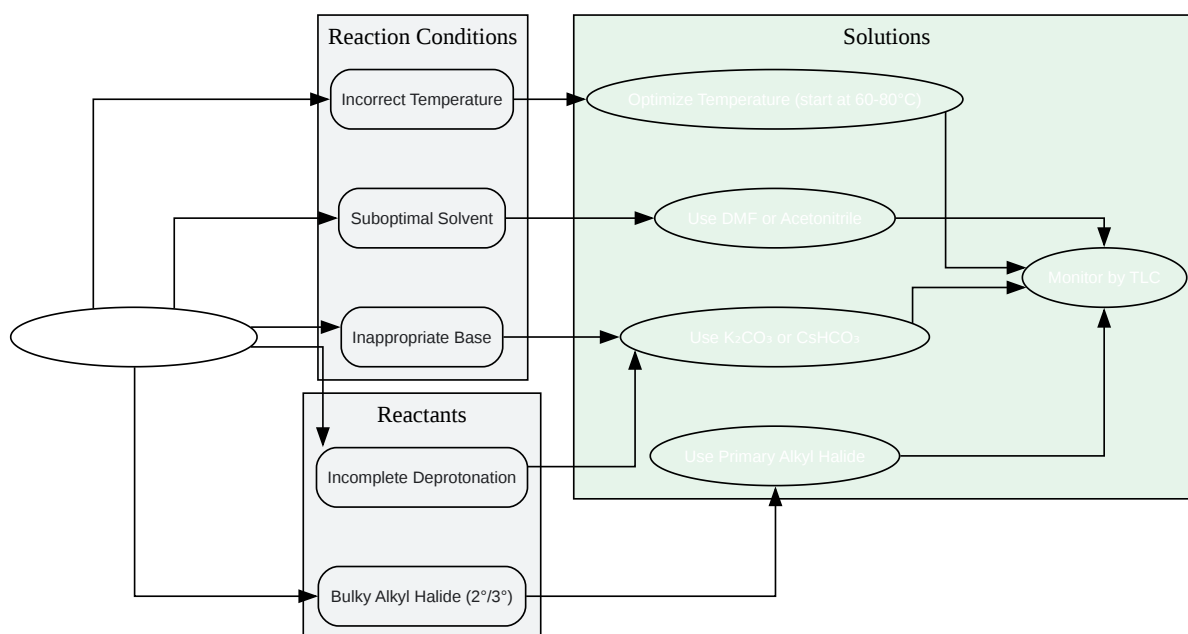 Reaction Conditions
Solutions
Incorrect Temperature
Optimize Temperature (start at 60-80°C)
Suboptimal Solvent
Use DMF or Acetonitrile
Monitor by TLC
Inappropriate Base
Use K₂CO₃ or CsHCO₃
Reactants
Use Primary Alkyl Halide
Incomplete Deprotonation
Bulky Alkyl Halide (2°/3°)